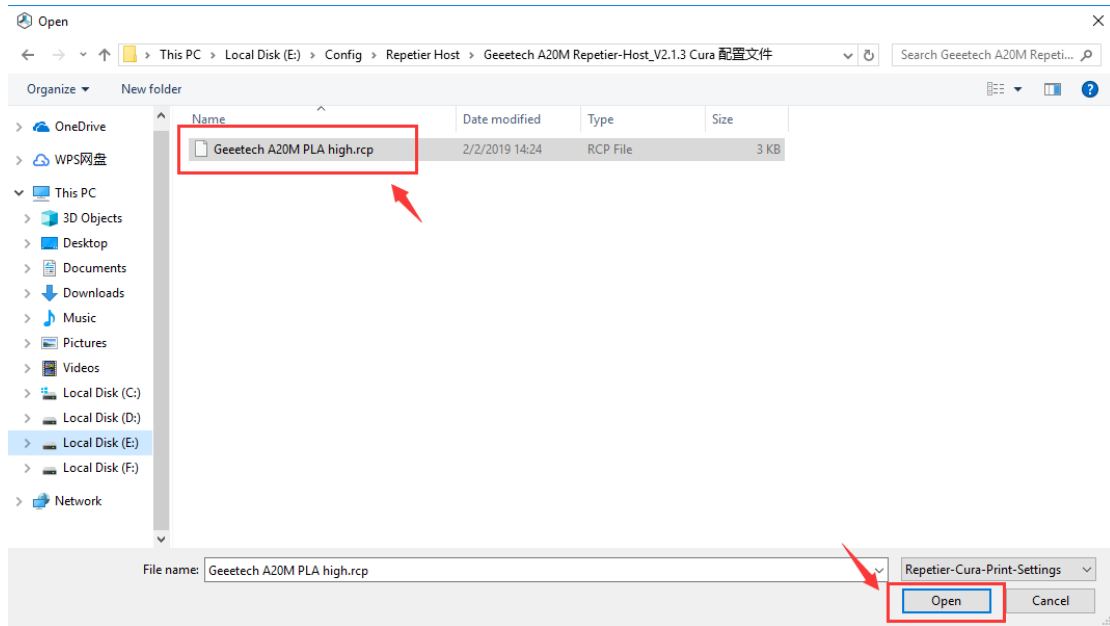 Open
This PC > Local Disk (E:) > Config > Repetier Host > Geeetech A20M Repetier-Host_V2.1.3 Cura 配置文件
Search Geeetech A20M Repeti...
Organize
New folder
Name
Date modified
Type
Size
Geeetech A20M PLA high.rcp
2/2/2019 14:24
RCP File
3 KB
OneDrive
WPS网盘
This PC
3D Objects
Desktop
Documents
Downloads
Music
Pictures
Videos
Local Disk (C:)
Local Disk (D:)
Local Disk (E:)
Local Disk (F:)
Network
File name:
Geeetech A20M PLA high.rcp
Repetier-Cura-Print-Settings
Open
Cancel